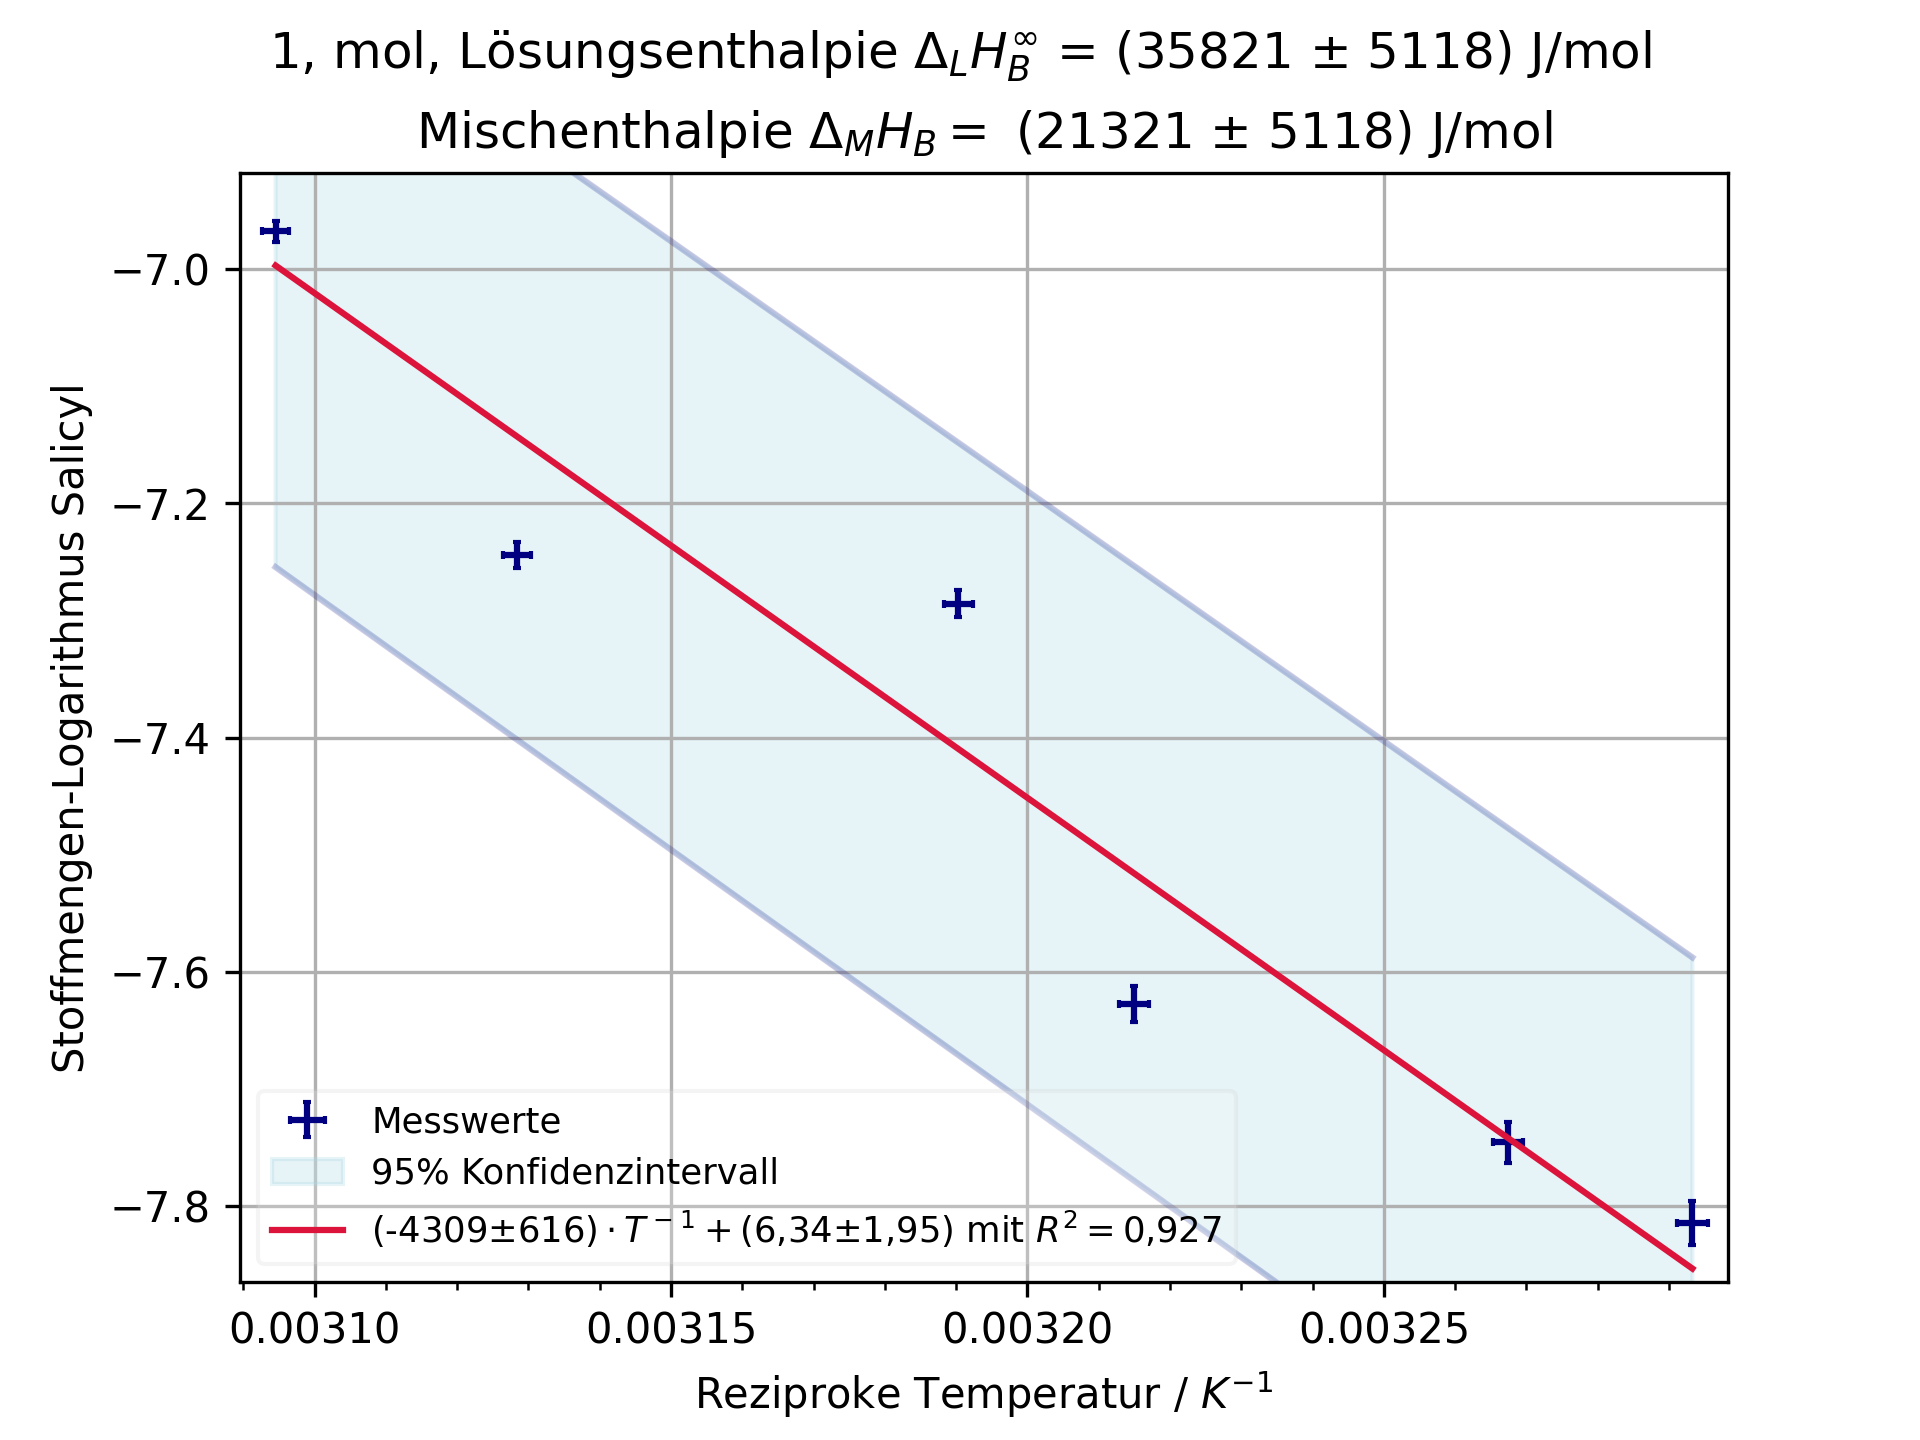 1, mol, Lösungsenthalpie Δ_L H_B^∞ = (35821 ± 5118) J/mol
Mischenthalpie Δ_M H_B = (21321 ± 5118) J/mol
Stoffmengen-Logarithmus Salicyl
−7.0
−7.2
−7.4
−7.6
−7.8
Messwerte
95% Konfidenzintervall
(-4309±616) · T⁻¹ + (6,34±1,95) mit R² = 0,927
0.00310 0.00315 0.00320 0.00325
Reziproke Temperatur / K⁻¹